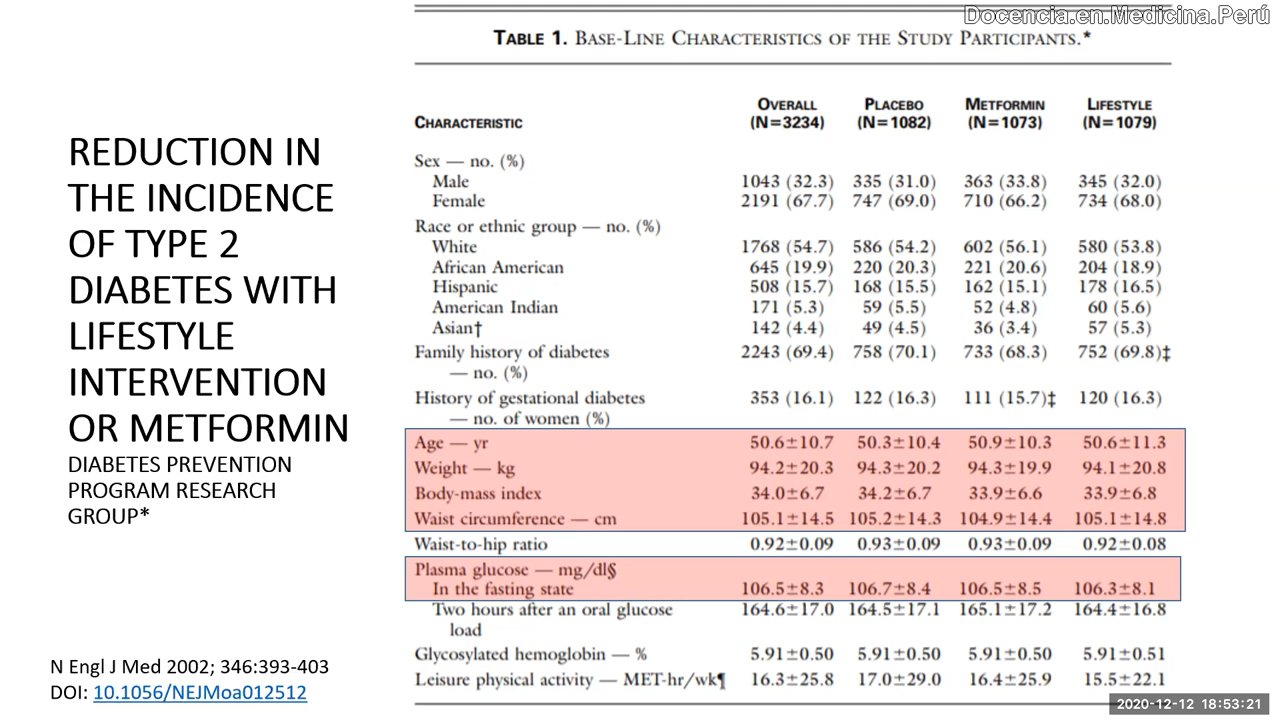 Docencia.en.Medicina.Perú
TABLE 1. BASE-LINE CHARACTERISTICS OF THE STUDY PARTICIPANTS.*
REDUCTION IN
THE INCIDENCE
OF TYPE 2
DIABETES WITH
LIFESTYLE
INTERVENTION
OR METFORMIN
DIABETES PREVENTION
PROGRAM RESEARCH
GROUP*
N Engl J Med 2002; 346:393-403
DOI: 10.1056/NEJMoa012512
CHARACTERISTIC OVERALL (N=3234) PLACEBO (N=1082) METFORMIN (N=1073) LIFESTYLE (N=1079)
Sex — no. (%)
Male 1043 (32.3) 335 (31.0) 363 (33.8) 345 (32.0)
Female 2191 (67.7) 747 (69.0) 710 (66.2) 734 (68.0)
Race or ethnic group — no. (%)
White 1768 (54.7) 586 (54.2) 602 (56.1) 580 (53.8)
African American 645 (19.9) 220 (20.3) 221 (20.6) 204 (18.9)
Hispanic 508 (15.7) 168 (15.5) 162 (15.1) 178 (16.5)
American Indian 171 (5.3) 59 (5.5) 52 (4.8) 60 (5.6)
Asian† 142 (4.4) 49 (4.5) 36 (3.4) 57 (5.3)
Family history of diabetes 2243 (69.4) 758 (70.1) 733 (68.3) 752 (69.8)‡
— no. (%)
History of gestational diabetes 353 (16.1) 122 (16.3) 111 (15.7)‡ 120 (16.3)
— no. of women (%)
Age — yr 50.6±10.7 50.3±10.4 50.9±10.3 50.6±11.3
Weight — kg 94.2±20.3 94.3±20.2 94.3±19.9 94.1±20.8
Body-mass index 34.0±6.7 34.2±6.7 33.9±6.6 33.9±6.8
Waist circumference — cm 105.1±14.5 105.2±14.3 104.9±14.4 105.1±14.8
Waist-to-hip ratio 0.92±0.09 0.93±0.09 0.93±0.09 0.92±0.08
Plasma glucose — mg/dl§
In the fasting state 106.5±8.3 106.7±8.4 106.5±8.5 106.3±8.1
Two hours after an oral glucose 164.6±17.0 164.5±17.1 165.1±17.2 164.4±16.8
load
Glycosylated hemoglobin — % 5.91±0.50 5.91±0.50 5.91±0.50 5.91±0.51
Leisure physical activity — MET-hr/wk¶ 16.3±25.8 17.0±29.0 16.4±25.9 15.5±22.1
2020-12-12 18:53:21